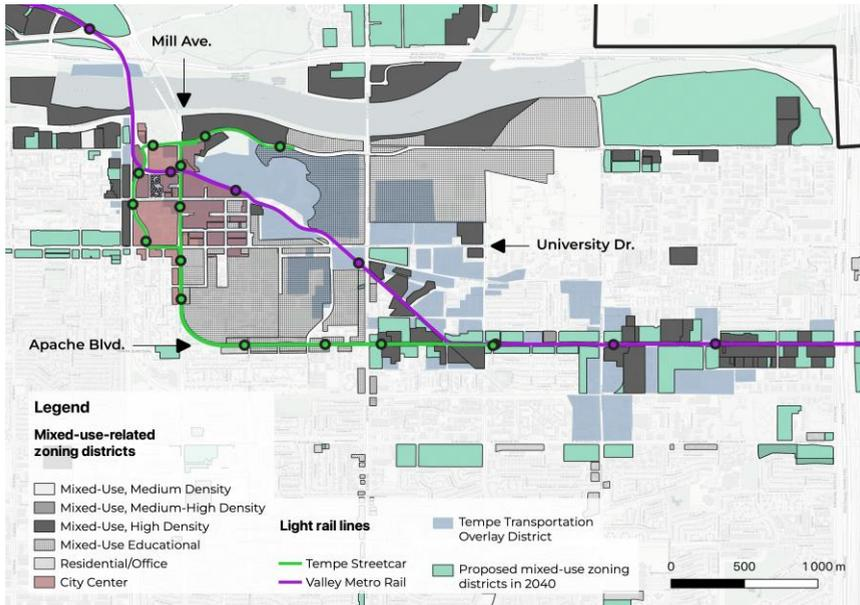 Mill Ave.
University Dr.
Apache Blvd.
Legend
Mixed-use-related
zoning districts
Mixed-Use, Medium Density
Mixed-Use, Medium-High Density
Mixed-Use, High Density
Mixed-Use Educational
Residential/Office
City Center
Light rail lines
Tempe Streetcar
Valley Metro Rail
Tempe Transportation
Overlay District
Proposed mixed-use zoning
districts in 2040
0 500 1000 m